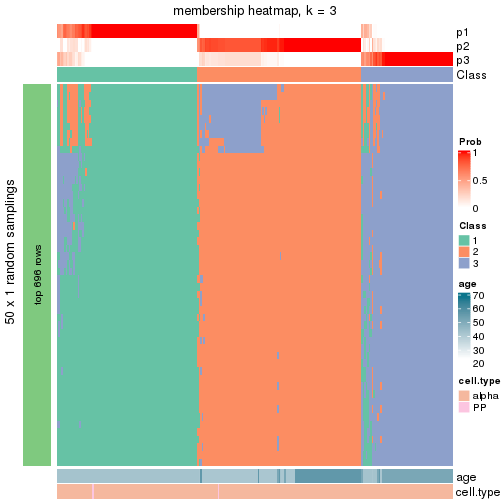 membership heatmap, k = 3
p1
p2
p3
Class
50 x 1 random samplings
top 696 rows
Prob
1
0.5
0
Class
1
2
3
age
70
60
50
40
30
20
cell.type
alpha
PP
age
cell.type